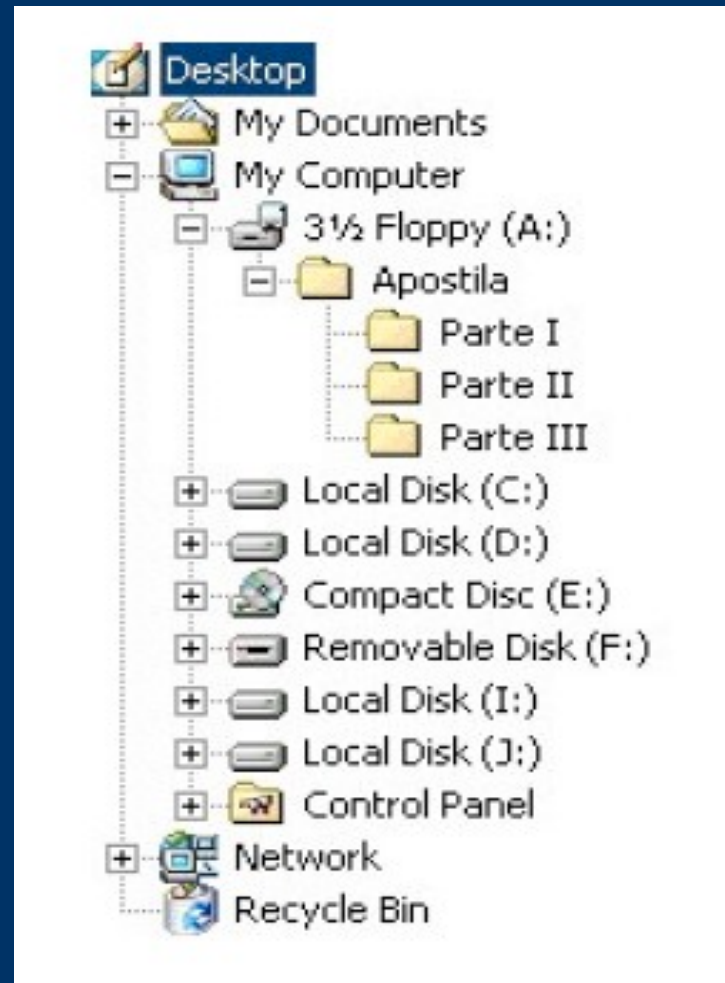 Desktop
My Documents
My Computer
3½ Floppy (A:)
Apostila
Parte I
Parte II
Parte III
Local Disk (C:)
Local Disk (D:)
Compact Disc (E:)
Removable Disk (F:)
Local Disk (I:)
Local Disk (J:)
Control Panel
Network
Recycle Bin